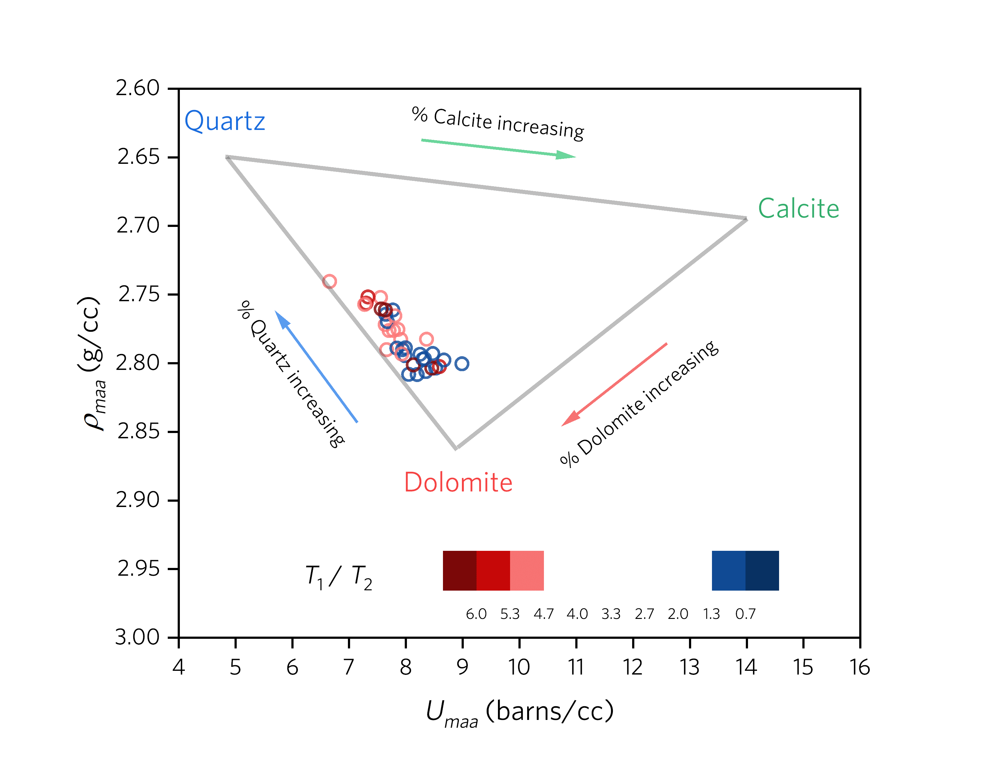 2.60
Quartz
% Calcite increasing
2.65
Calcite
2.70
2.75
% Quartz increasing
ρmaa (g/cc)
2.80
% Dolomite increasing
2.85
Dolomite
2.90
2.95
T1 / T2
6.0 5.3 4.7 4.0 3.3 2.7 2.0 1.3 0.7
3.00
4 5 6 7 8 9 10 11 12 13 14 15 16
Umaa (barns/cc)